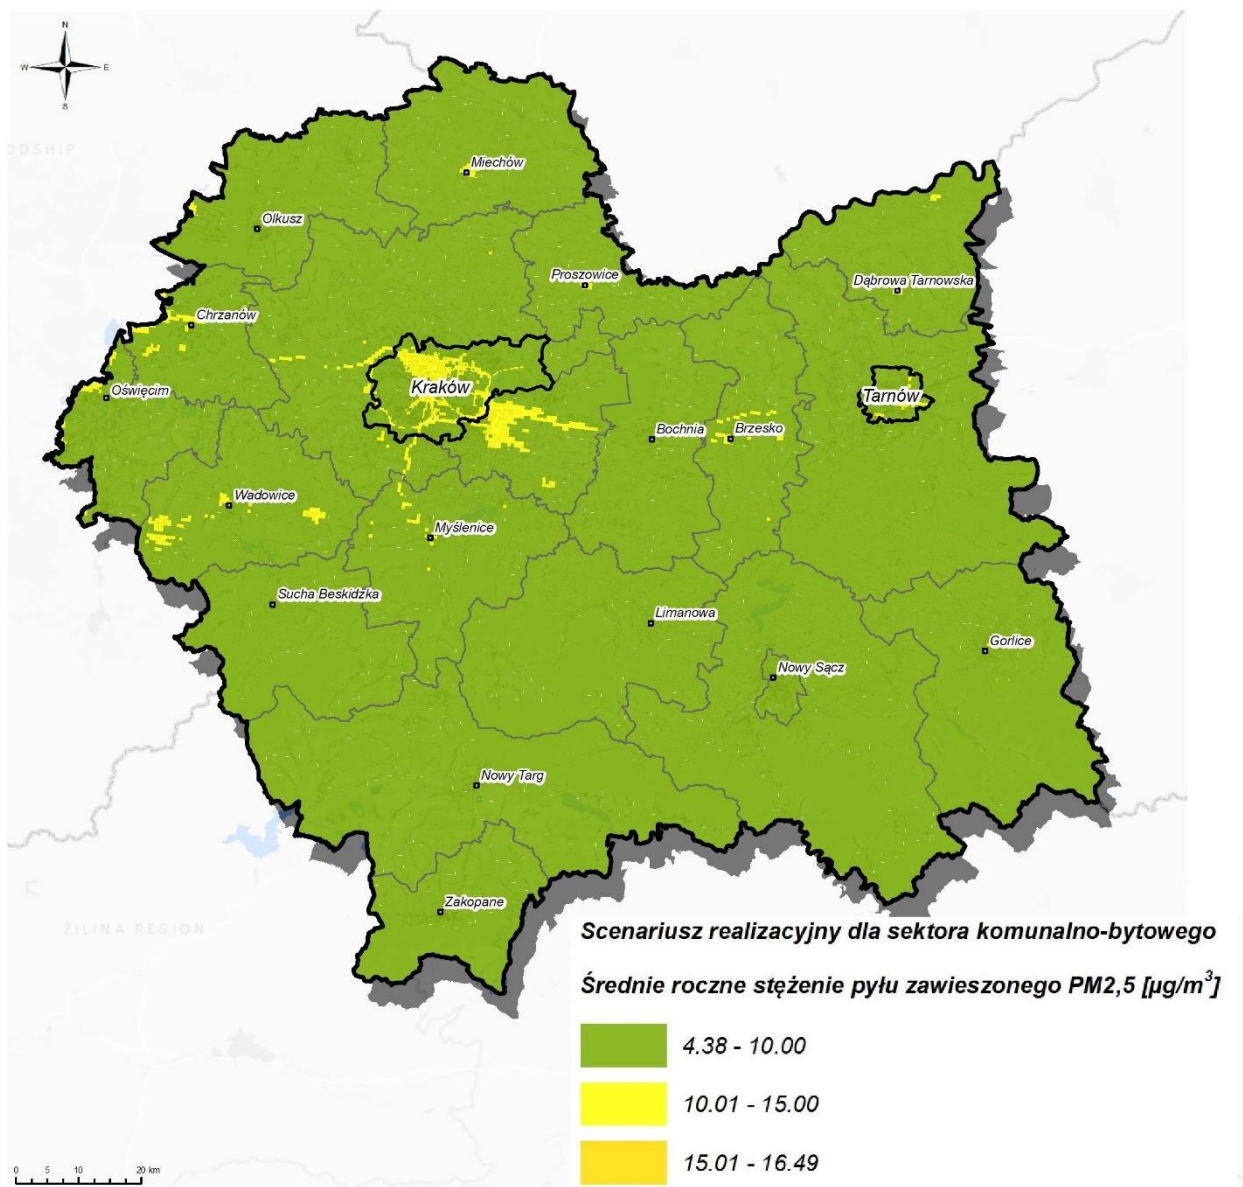 N
W E
S
ODSHIP
Miechów
Olkusz
Proszowice
Dąbrowa Tarnowska
Chrzanów
Oświęcim
Kraków
Tarnów
Bochnia
Brzesko
Wadowice
Myślenice
Sucha Beskidzka
Limanowa
Gorlice
Nowy Sącz
Nowy Targ
Zakopane
ŽILINA REGION
Scenariusz realizacyjny dla sektora komunalno-bytowego
Średnie roczne stężenie pyłu zawieszonego PM2,5 [µg/m³]
4.38 - 10.00
10.01 - 15.00
15.01 - 16.49
0 5 10 20 km